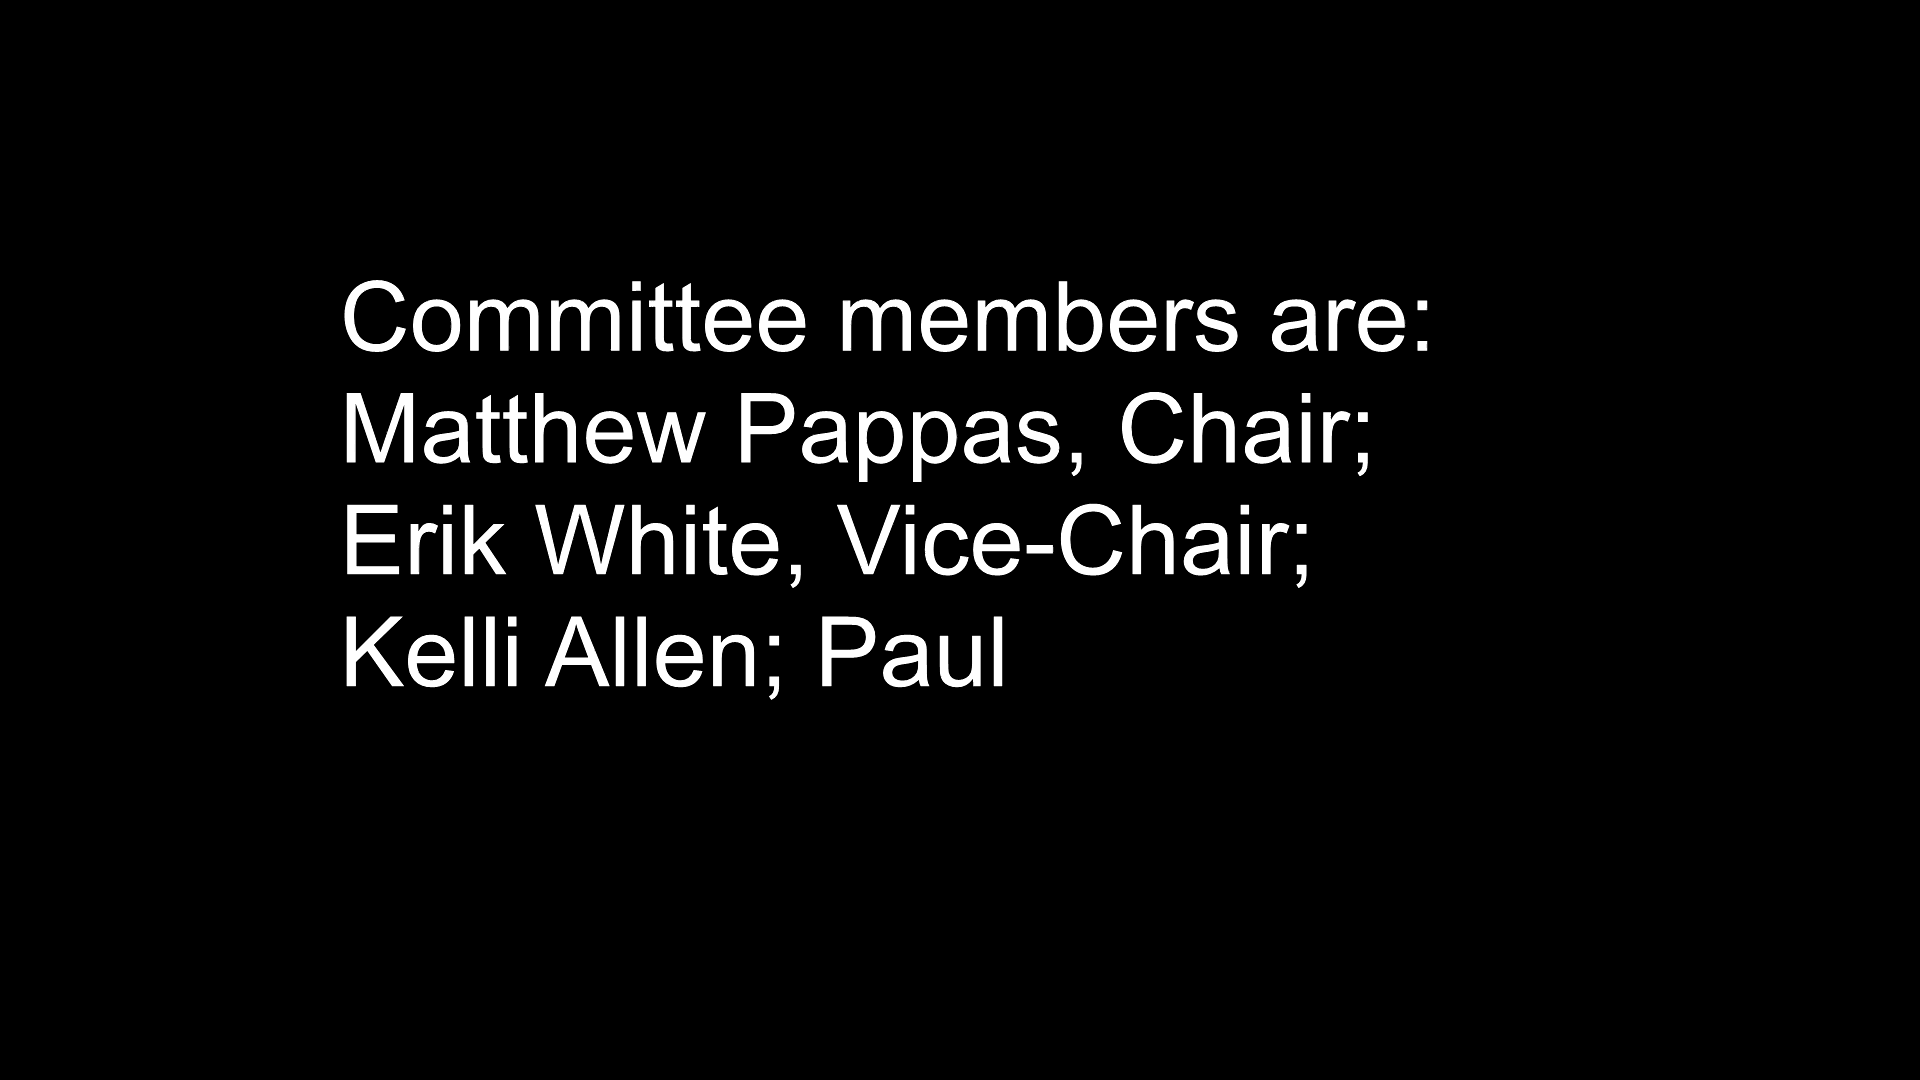 Committee members are:
Matthew Pappas, Chair;
Erik White, Vice-Chair;
Kelli Allen; Paul